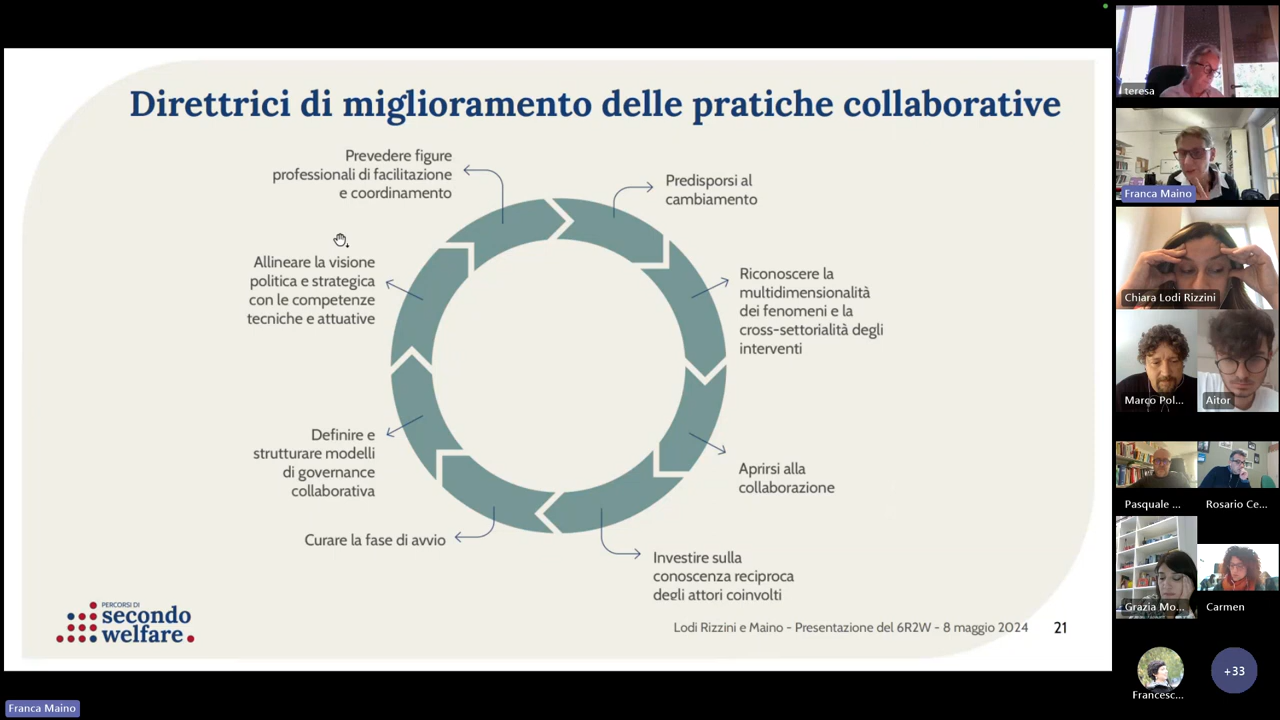 Direttrici di miglioramento delle pratiche collaborative
Prevedere figure
professionali di facilitazione
e coordinamento
Predisporsi al
cambiamento
Allineare la visione
politica e strategica
con le competenze
tecniche e attuative
Riconoscere la
multidimensionalità
dei fenomeni e la
cross-settorialità degli
interventi
Definire e
strutturare modelli
di governance
collaborativa
Aprirsi alla
collaborazione
Curare la fase di avvio
Investire sulla
conoscenza reciproca
degli attori coinvolti
PERCORSI DI
secondo
welfare
Lodi Rizzini e Maino - Presentazione del 6R2W - 8 maggio 2024
21
Franca Maino
teresa
Franca Maino
Chiara Lodi Rizzini
Marco Pol...
Aitor
Pasquale ...
Rosario Ce...
Grazia Mo...
Carmen
Francesc...
+33